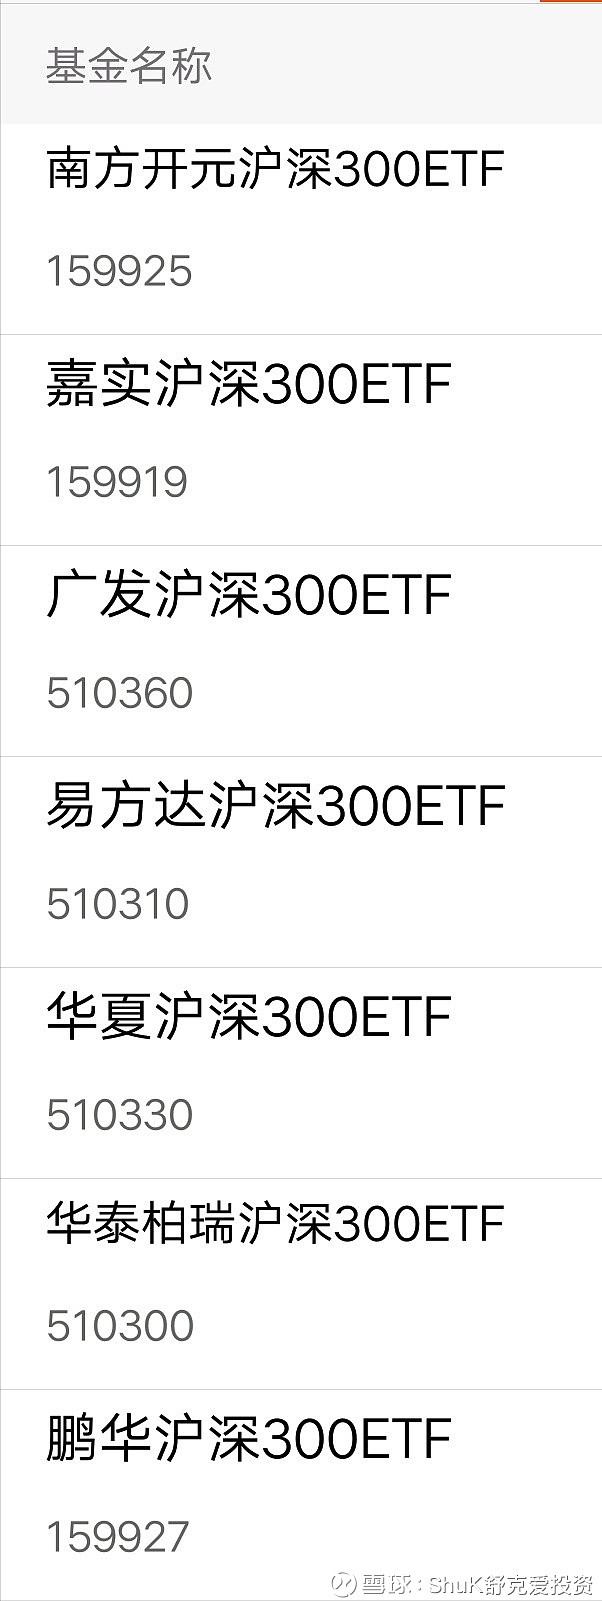 基金名称
南方开元沪深300ETF
159925
嘉实沪深300ETF
159919
广发沪深300ETF
510360
易方达沪深300ETF
510310
华夏沪深300ETF
510330
华泰柏瑞沪深300ETF
510300
鹏华沪深300ETF
159927
雪球：ShuK舒克爱投资